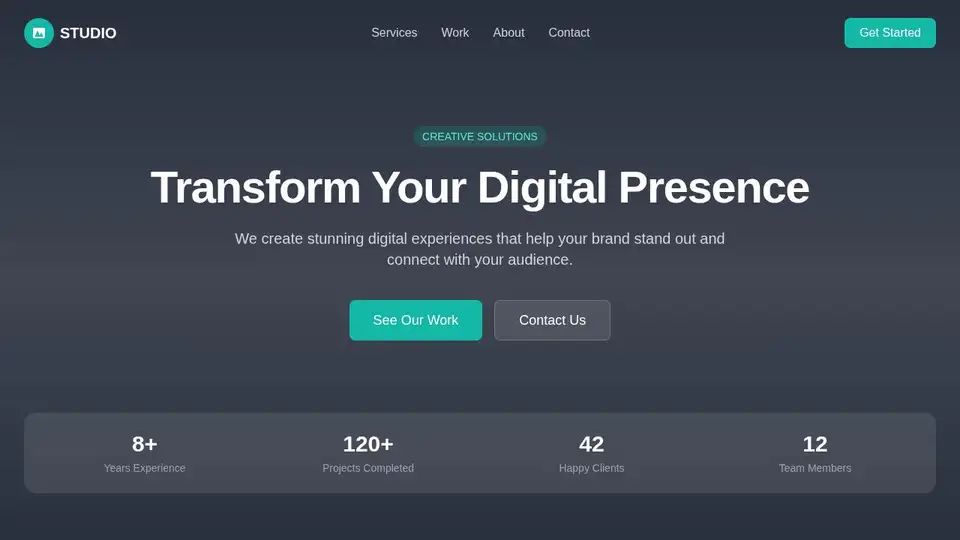 STUDIO
Services
Work
About
Contact
Get Started
CREATIVE SOLUTIONS
Transform Your Digital Presence
We create stunning digital experiences that help your brand stand out and
connect with your audience.
See Our Work
Contact Us
8+
Years Experience
120+
Projects Completed
42
Happy Clients
12
Team Members